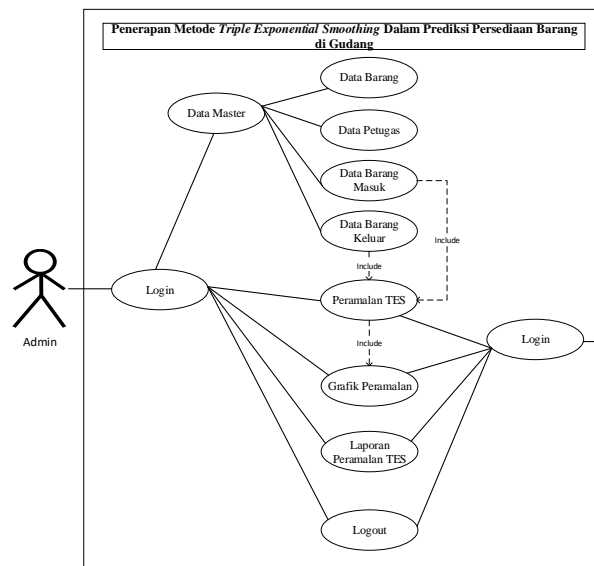 Penerapan Metode Triple Exponential Smoothing Dalam Prediksi Persediaan Barang
di Gudang
Data Barang
Data Master
Data Petugas
Data Barang
Masuk
Data Barang
Keluar
Include
Include
Login
Peramalan TES
Admin
Include
Login
Grafik Peramalan
Laporan
Peramalan TES
Logout